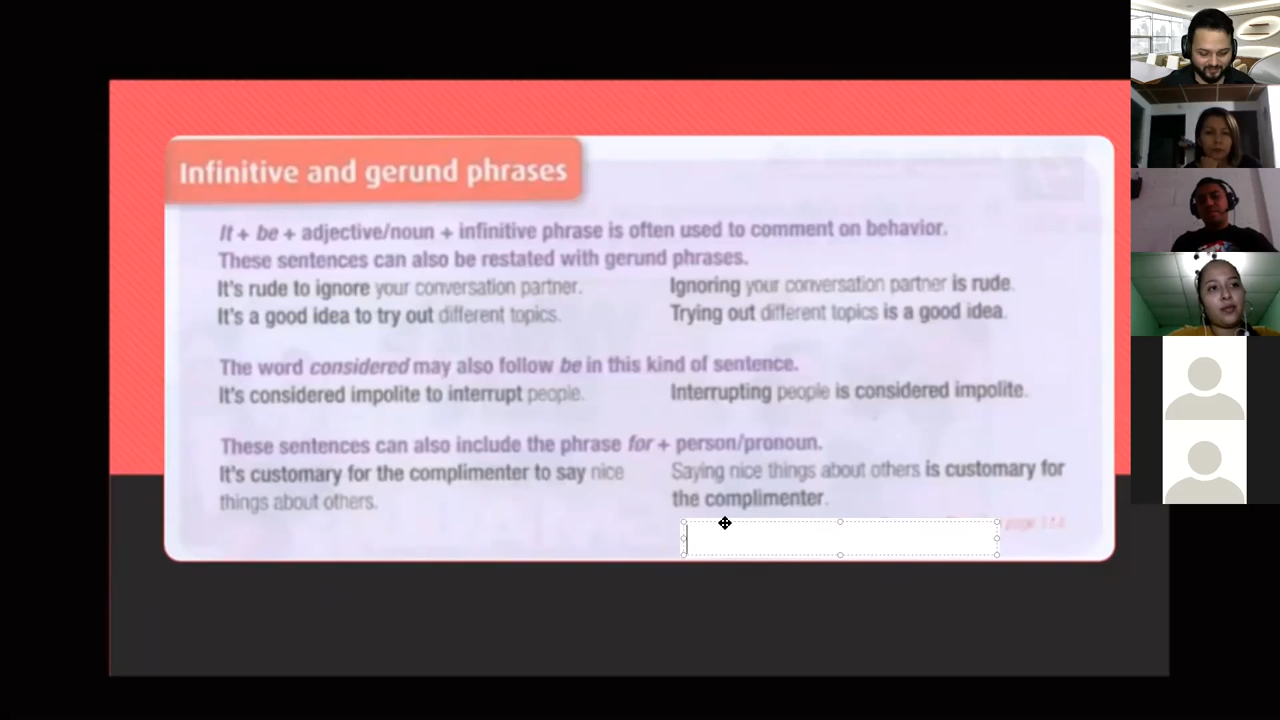 Infinitive and gerund phrases
It + be + adjective/noun + infinitive phrase is often used to comment on behavior.
These sentences can also be restated with gerund phrases.
It's rude to ignore your conversation partner. Ignoring your conversation partner is rude.
It's a good idea to try out different topics. Trying out different topics is a good idea.
The word considered may also follow be in this kind of sentence.
It's considered impolite to interrupt people. Interrupting people is considered impolite.
These sentences can also include the phrase for + person/pronoun.
It's customary for the complimenter to say nice Saying nice things about others is customary for
things about others. the complimenter.
page